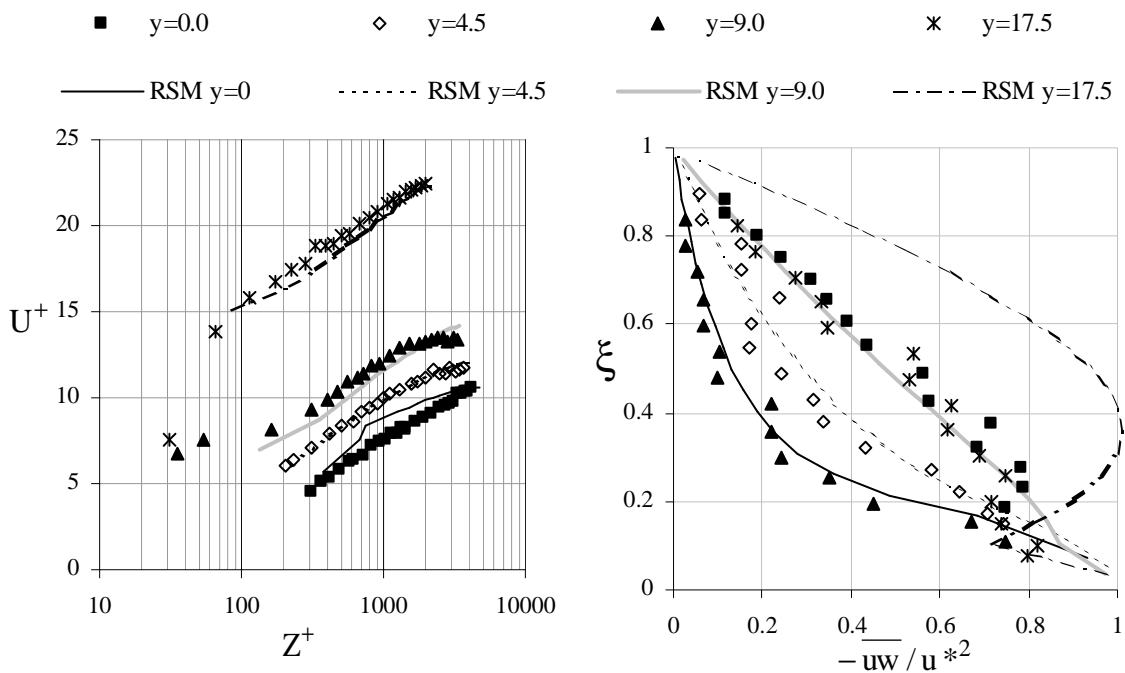 y=0.0 y=4.5 y=9.0 y=17.5
RSM y=0 RSM y=4.5 RSM y=9.0 RSM y=17.5
25
20
15
10
5
0
U⁺
10 100 1000 10000
Z⁺
1
0.8
0.6
0.4
0.2
0
ξ
0 0.2 0.4 0.6 0.8 1
− u̅w̅ / u *²